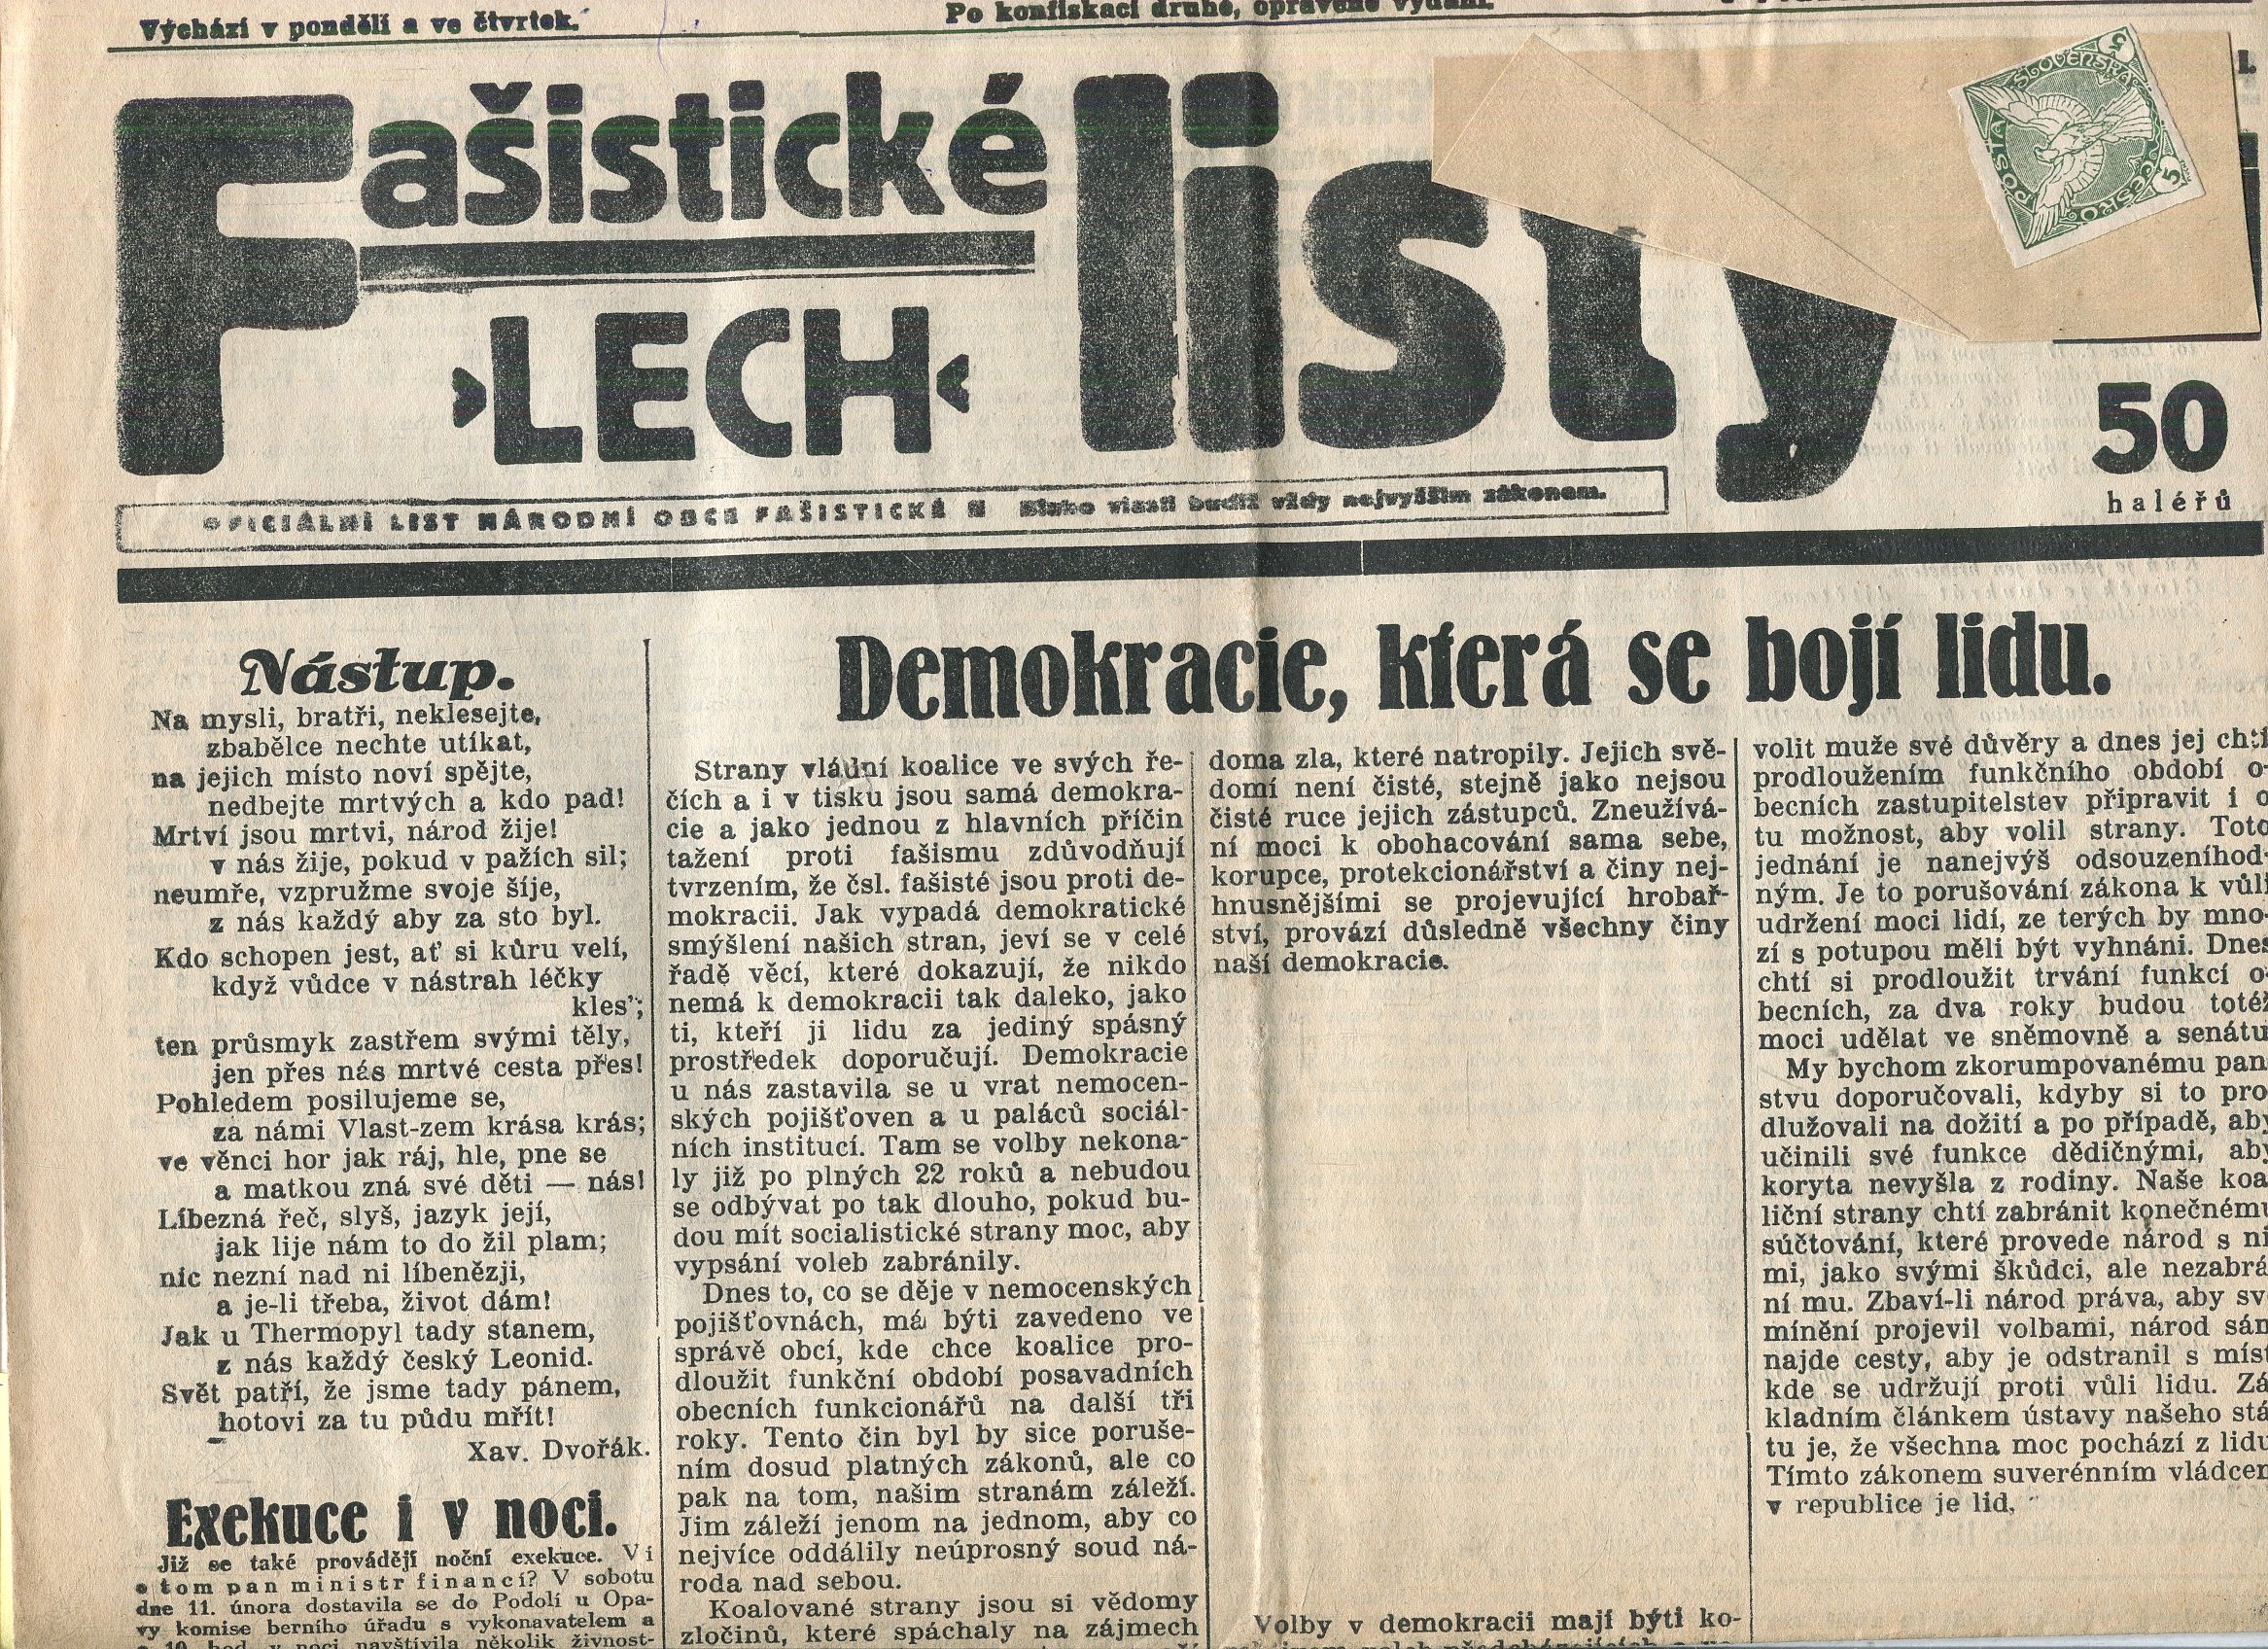 Vychází v pondělí a ve čtvrtek.
Po konfiskaci druhé, opravené vydání.
Fašistické listy
›LECH‹
OFICIÁLNÍ LIST NÁRODNÍ OBCE FAŠISTICKÉ Blaho vlasti budiž vždy nejvyšším zákonem.
50
haléřů
POŠTA ČESKO SLOVENSKÁ
5
5
Nástup.
Na mysli, bratři, neklesejte,
zbabělce nechte utíkat,
na jejich místo noví spějte,
nedbejte mrtvých a kdo pad!
Mrtví jsou mrtvi, národ žije!
v nás žije, pokud v pažích sil;
neumře, vzpružme svoje šíje,
z nás každý aby za sto byl.
Kdo schopen jest, ať si kůru velí,
když vůdce v nástrah léčky
kles’;
ten průsmyk zastřem svými těly,
jen přes nás mrtvé cesta přes!
Pohledem posilujeme se,
za námi Vlast-zem krása krás;
ve věnci hor jak ráj, hle, pne se
a matkou zná své děti — nás!
Líbezná řeč, slyš, jazyk její,
jak lije nám to do žil plam;
nic nezní nad ni líbenězji,
a je-li třeba, život dám!
Jak u Thermopyl tady stanem,
z nás každý český Leonid.
Svět patří, že jsme tady pánem,
hotovi za tu půdu mřít!
Xav. Dvořák.
Exekuce i v noci.
Již se také provádějí noční exekuce. Ví
o tom pan ministr financí? V sobotu
dne 11. února dostavila se do Podolí u Opa-
vy komise berního úřadu s vykonavatelem a
o 10 hod. v noci navštívila několik živnost-
Demokracie, která se bojí lidu.
Strany vládní koalice ve svých ře-
čích a i v tisku jsou samá demokra-
cie a jako jednou z hlavních příčin
tažení proti fašismu zdůvodňují
tvrzením, že čsl. fašisté jsou proti de-
mokracii. Jak vypadá demokratické
smýšlení našich stran, jeví se v celé
řadě věcí, které dokazují, že nikdo
nemá k demokracii tak daleko, jako
ti, kteří ji lidu za jediný spásný
prostředek doporučují. Demokracie
u nás zastavila se u vrat nemocen-
ských pojišťoven a u paláců sociál-
ních institucí. Tam se volby nekona-
ly již po plných 22 roků a nebudou
se odbývat po tak dlouho, pokud bu-
dou mít socialistické strany moc, aby
vypsání voleb zabránily.
Dnes to, co se děje v nemocenských
pojišťovnách, má býti zavedeno ve
správě obcí, kde chce koalice pro-
dloužit funkční období posavadních
obecních funkcionářů na další tři
roky. Tento čin byl by sice poruše-
ním dosud platných zákonů, ale co
pak na tom, našim stranám záleží.
Jim záleží jenom na jednom, aby co
nejvíce oddálily neúprosný soud ná-
roda nad sebou.
Koalované strany jsou si vědomy
zločinů, které spáchaly na zájmech
doma zla, které natropily. Jejich svě-
domí není čisté, stejně jako nejsou
čisté ruce jejich zástupců. Zneužívá-
ní moci k obohacování sama sebe,
korupce, protekcionářství a činy nej-
hnusnějšími se projevující hrobař-
ství, provází důsledně všechny činy
naší demokracie.
Volby v demokracii mají býti ko-
volit muže své důvěry a dnes jej chtí
prodloužením funkčního období o-
becních zastupitelstev připravit i o
tu možnost, aby volil strany. Toto
jednání je nanejvýš odsouzeníhod-
ným. Je to porušování zákona k vůli
udržení moci lidí, ze terých by mno-
zí s potupou měli být vyhnáni. Dnes
chtí si prodloužit trvání funkcí o-
becních, za dva roky budou totéž
moci udělat ve sněmovně a senátu
My bychom zkorumpovanému pan
stvu doporučovali, kdyby si to pro
dlužovali na dožití a po případě, aby
učinili své funkce dědičnými, aby
koryta nevyšla z rodiny. Naše koa
liční strany chtí zabránit konečnému
súčtování, které provede národ s ni
mi, jako svými škůdci, ale nezabrá
ní mu. Zbaví-li národ práva, aby sv
mínění projevil volbami, národ sám
najde cesty, aby je odstranil s míst
kde se udržují proti vůli lidu. Zá
kladním článkem ústavy našeho stá
tu je, že všechna moc pochází z lidu
Tímto zákonem suverénním vládcem
v republice je lid.